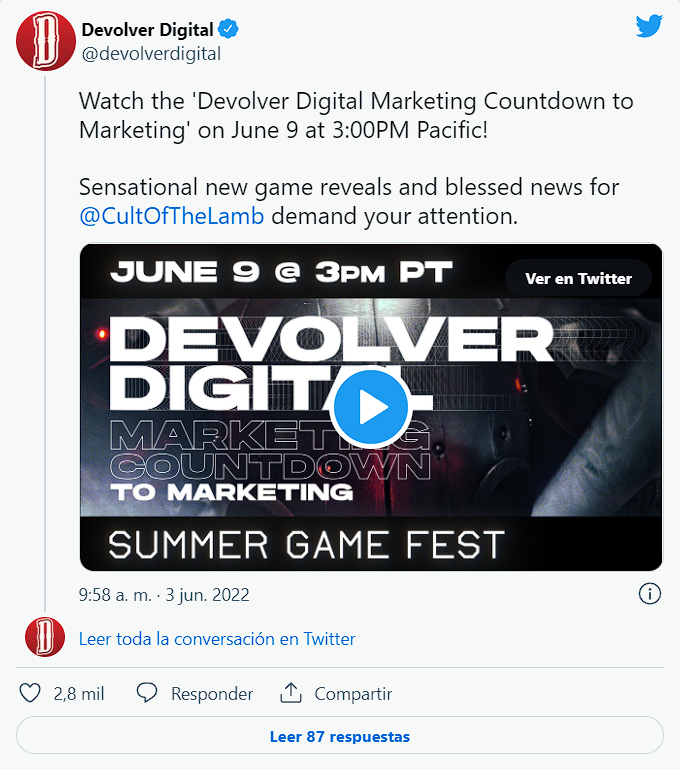 Devolver Digital
@devolverdigital
Watch the 'Devolver Digital Marketing Countdown to
Marketing' on June 9 at 3:00PM Pacific!
Sensational new game reveals and blessed news for
@CultOfTheLamb demand your attention.
JUNE 9 @ 3PM PT
Ver en Twitter
DEVOLVER
DIGITAL
MARKETING
COUNTDOWN
TO MARKETING
SUMMER GAME FEST
9:58 a. m. · 3 jun. 2022
Leer toda la conversación en Twitter
2,8 mil Responder Compartir
Leer 87 respuestas